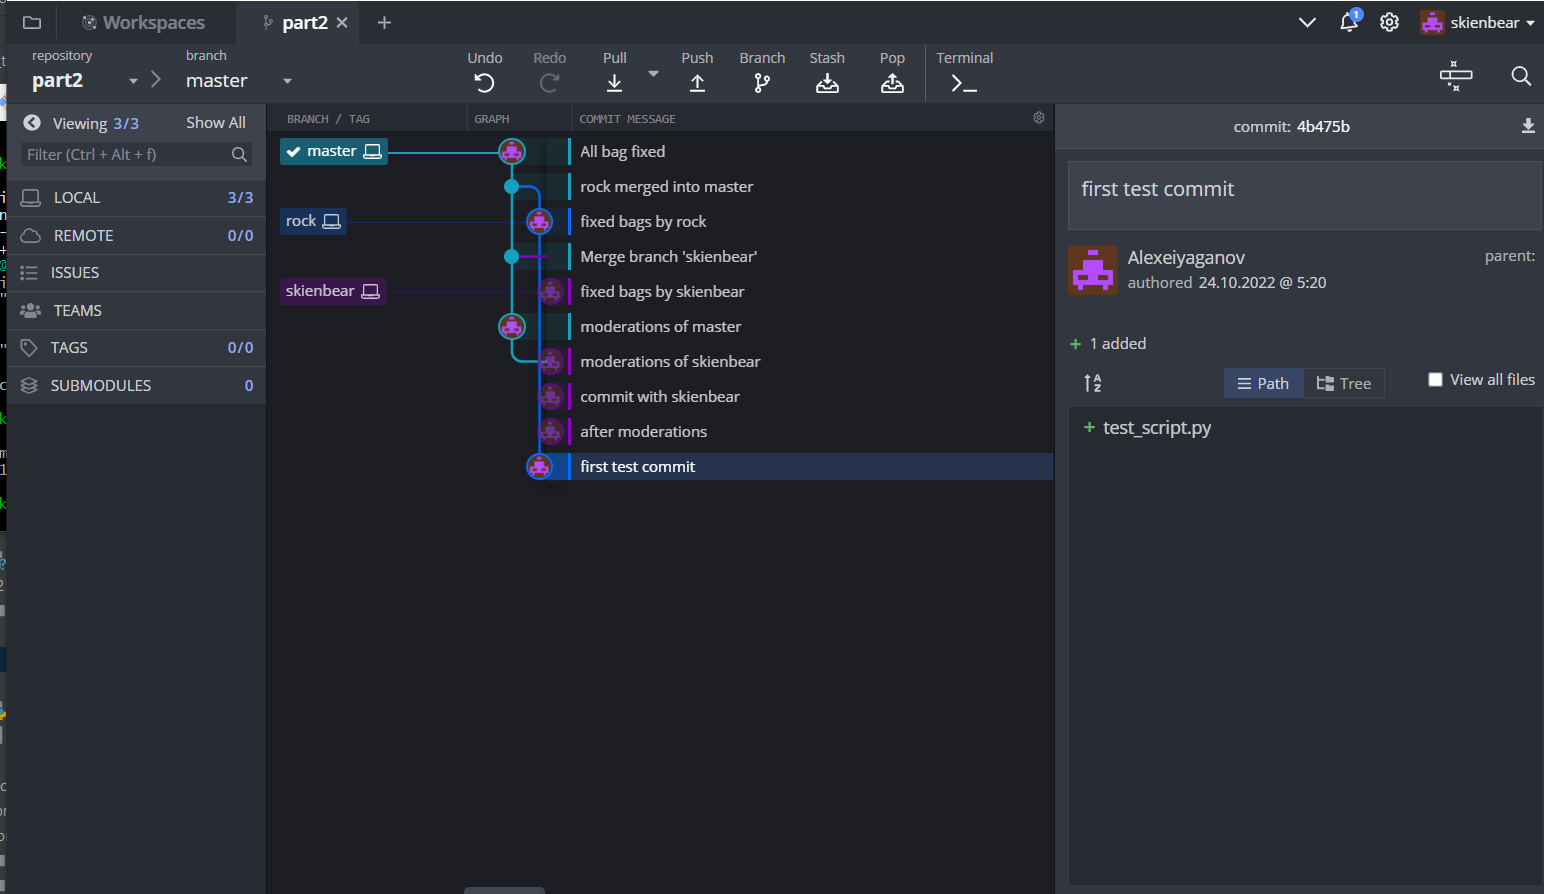 Workspaces
part2
1
skienbear
repository
part2
branch
master
Undo
Redo
Pull
Push
Branch
Stash
Pop
Terminal
Viewing 3/3
Show All
Filter (Ctrl + Alt + f)
LOCAL 3/3
REMOTE 0/0
ISSUES
TEAMS
TAGS 0/0
SUBMODULES 0
BRANCH / TAG
GRAPH
COMMIT MESSAGE
master
All bag fixed
rock merged into master
rock
fixed bags by rock
Merge branch 'skienbear'
skienbear
fixed bags by skienbear
moderations of master
moderations of skienbear
commit with skienbear
after moderations
first test commit
commit: 4b475b
first test commit
Alexeiyaganov
authored 24.10.2022 @ 5:20
parent:
+ 1 added
A
Z
Path
Tree
View all files
+ test_script.py